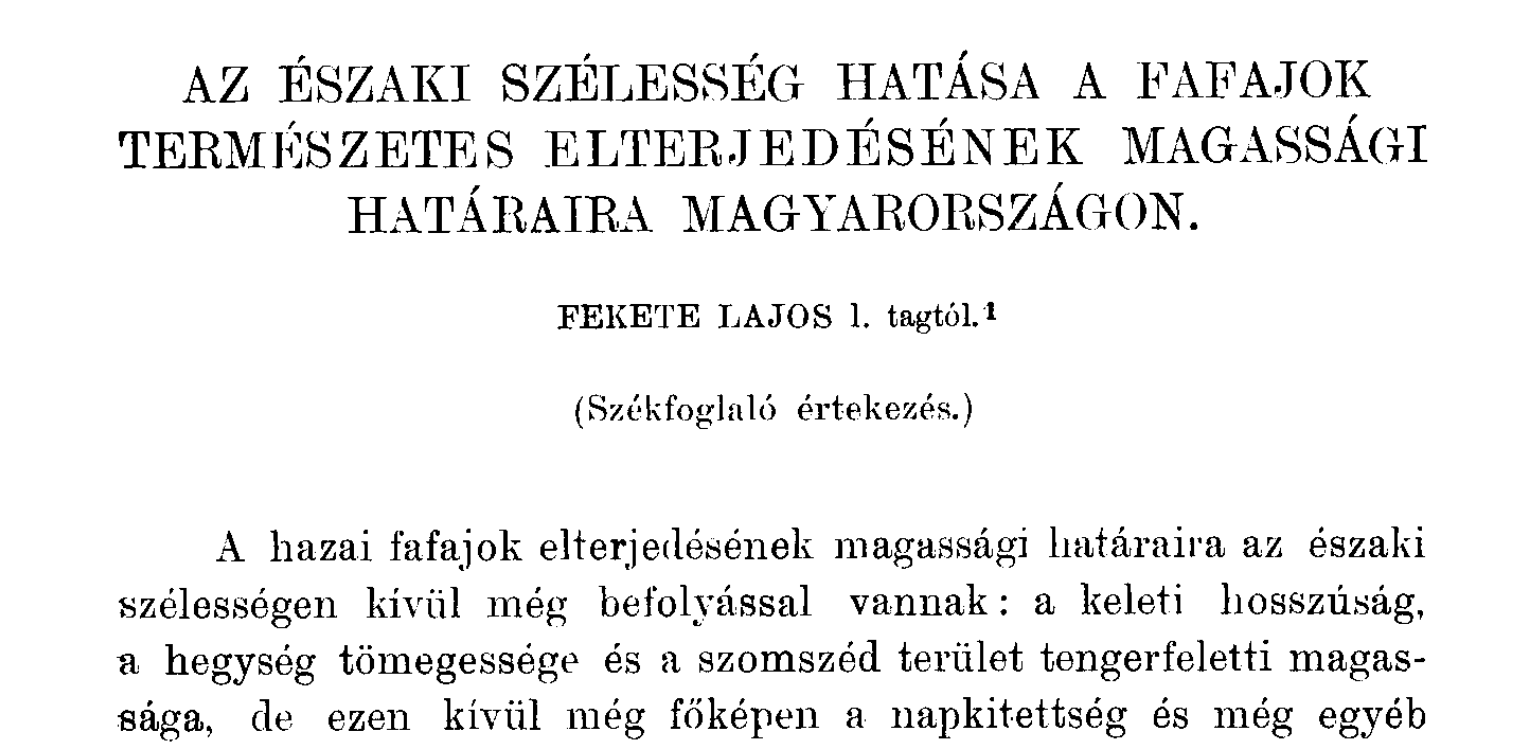 AZ ÉSZAKI SZÉLESSÉG HATÁSA A FAFAJOK
TERMÉSZETES ELTERJEDÉSÉNEK MAGASSÁGI
HATÁRAIRA MAGYARORSZÁGON.
FEKETE LAJOS l. tagtól.¹
(Székfoglaló értekezés.)
A hazai fafajok elterjedésének magassági határaira az északi
szélességen kívül még befolyással vannak: a keleti hosszúság,
a hegység tömegessége és a szomszéd terület tengerfeletti magas-
sága, de ezen kívül még főképen a napkitettség és még egyéb